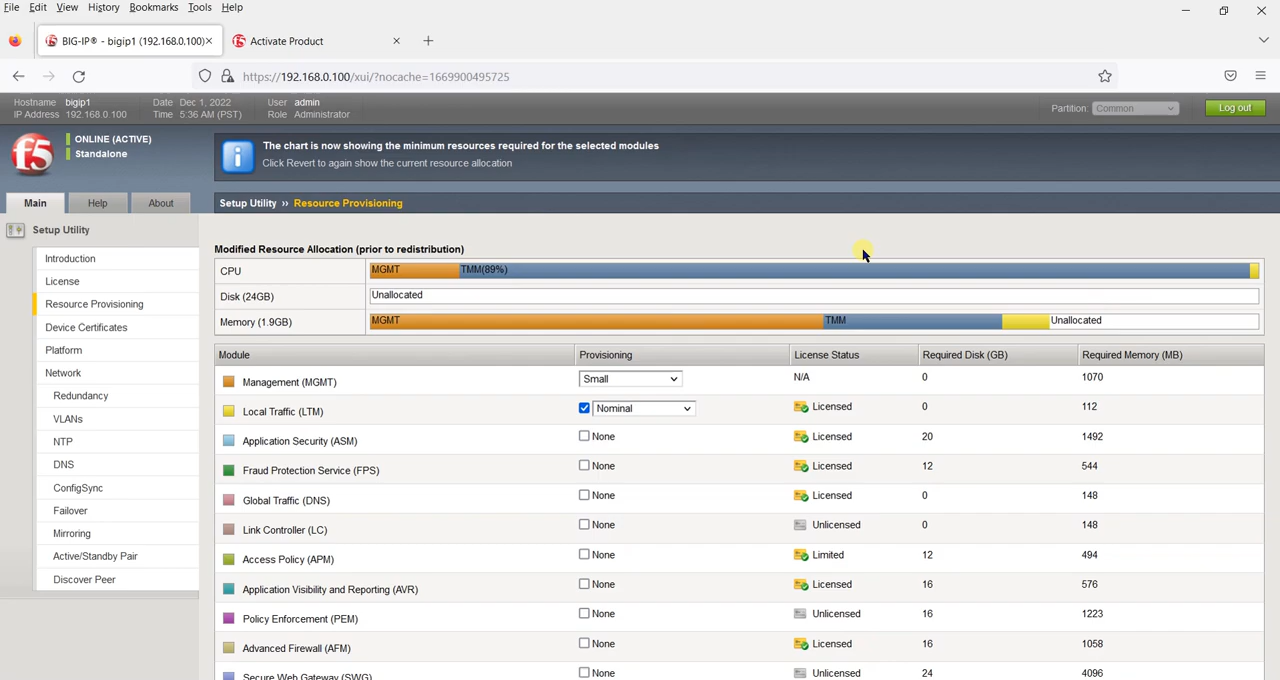 File Edit View History Bookmarks Tools Help
BIG-IP® - bigip1 (192.168.0.100)
Activate Product
https://192.168.0.100/xui/?nocache=1669900495725
Hostname bigip1 Date Dec 1, 2022 User admin
IP Address 192.168.0.100 Time 5:36 AM (PST) Role Administrator
Partition: Common
Log out
f5
ONLINE (ACTIVE)
Standalone
The chart is now showing the minimum resources required for the selected modules
Click Revert to again show the current resource allocation
Main Help About
Setup Utility ›› Resource Provisioning
Setup Utility
Introduction
License
Resource Provisioning
Device Certificates
Platform
Network
Redundancy
VLANs
NTP
DNS
ConfigSync
Failover
Mirroring
Active/Standby Pair
Discover Peer
Modified Resource Allocation (prior to redistribution)
CPU MGMT TMM(89%)
Disk (24GB) Unallocated
Memory (1.9GB) MGMT TMM Unallocated
Module Provisioning License Status Required Disk (GB) Required Memory (MB)
Management (MGMT) Small N/A 0 1070
Local Traffic (LTM) Nominal Licensed 0 112
Application Security (ASM) None Licensed 20 1492
Fraud Protection Service (FPS) None Licensed 12 544
Global Traffic (DNS) None Licensed 0 148
Link Controller (LC) None Unlicensed 0 148
Access Policy (APM) None Limited 12 494
Application Visibility and Reporting (AVR) None Licensed 16 576
Policy Enforcement (PEM) None Unlicensed 16 1223
Advanced Firewall (AFM) None Licensed 16 1058
Secure Web Gateway (SWG) None Unlicensed 24 4096